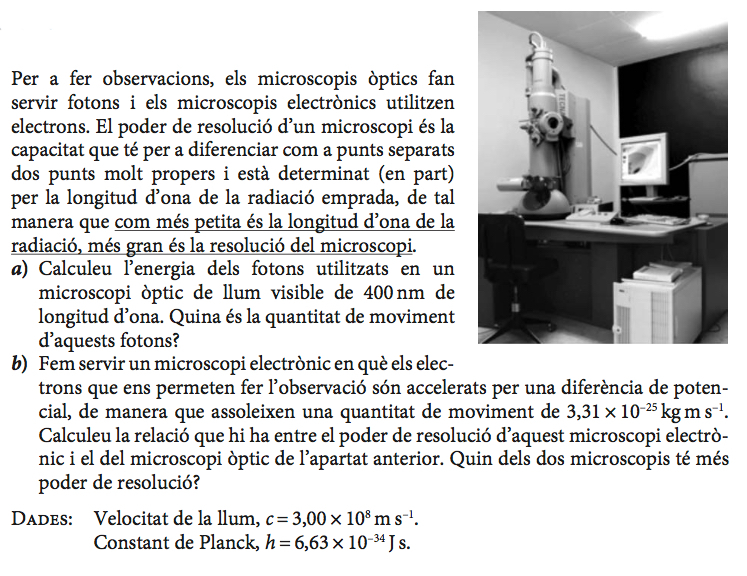 Per a fer observacions, els microscopis òptics fan
servir fotons i els microscopis electrònics utilitzen
electrons. El poder de resolució d’un microscopi és la
capacitat que té per a diferenciar com a punts separats
dos punts molt propers i està determinat (en part)
per la longitud d’ona de la radiació emprada, de tal
manera que com més petita és la longitud d’ona de la
radiació, més gran és la resolució del microscopi.
a) Calculeu l’energia dels fotons utilitzats en un
microscopi òptic de llum visible de 400 nm de
longitud d’ona. Quina és la quantitat de moviment
d’aquests fotons?
b) Fem servir un microscopi electrònic en què els elec-
trons que ens permeten fer l’observació són accelerats per una diferència de poten-
cial, de manera que assoleixen una quantitat de moviment de 3,31 × 10⁻²⁵ kg m s⁻¹.
Calculeu la relació que hi ha entre el poder de resolució d’aquest microscopi electrò-
nic i el del microscopi òptic de l’apartat anterior. Quin dels dos microscopis té més
poder de resolució?
DADES: Velocitat de la llum, c = 3,00 × 10⁸ m s⁻¹.
Constant de Planck, h = 6,63 × 10⁻³⁴ J s.